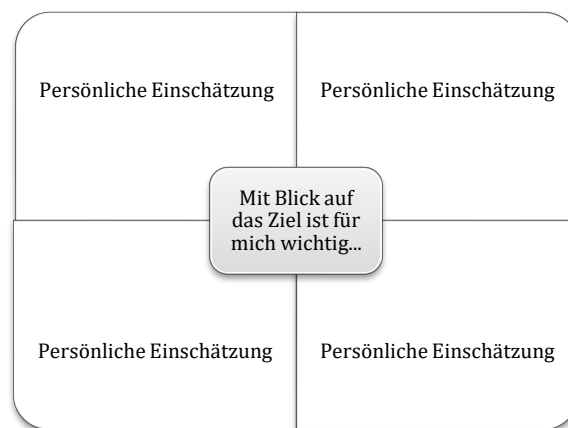 Persönliche Einschätzung
Persönliche Einschätzung
Mit Blick auf
das Ziel ist für
mich wichtig...
Persönliche Einschätzung
Persönliche Einschätzung